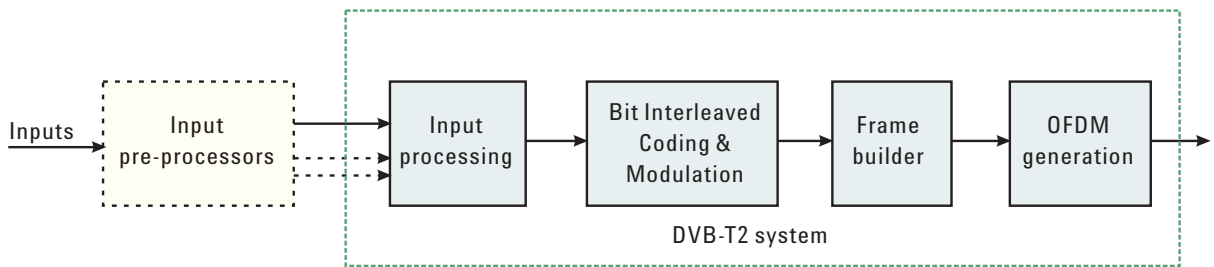 Inputs
Input
pre-processors
Input
processing
Bit Interleaved
Coding &
Modulation
Frame
builder
OFDM
generation
DVB-T2 system